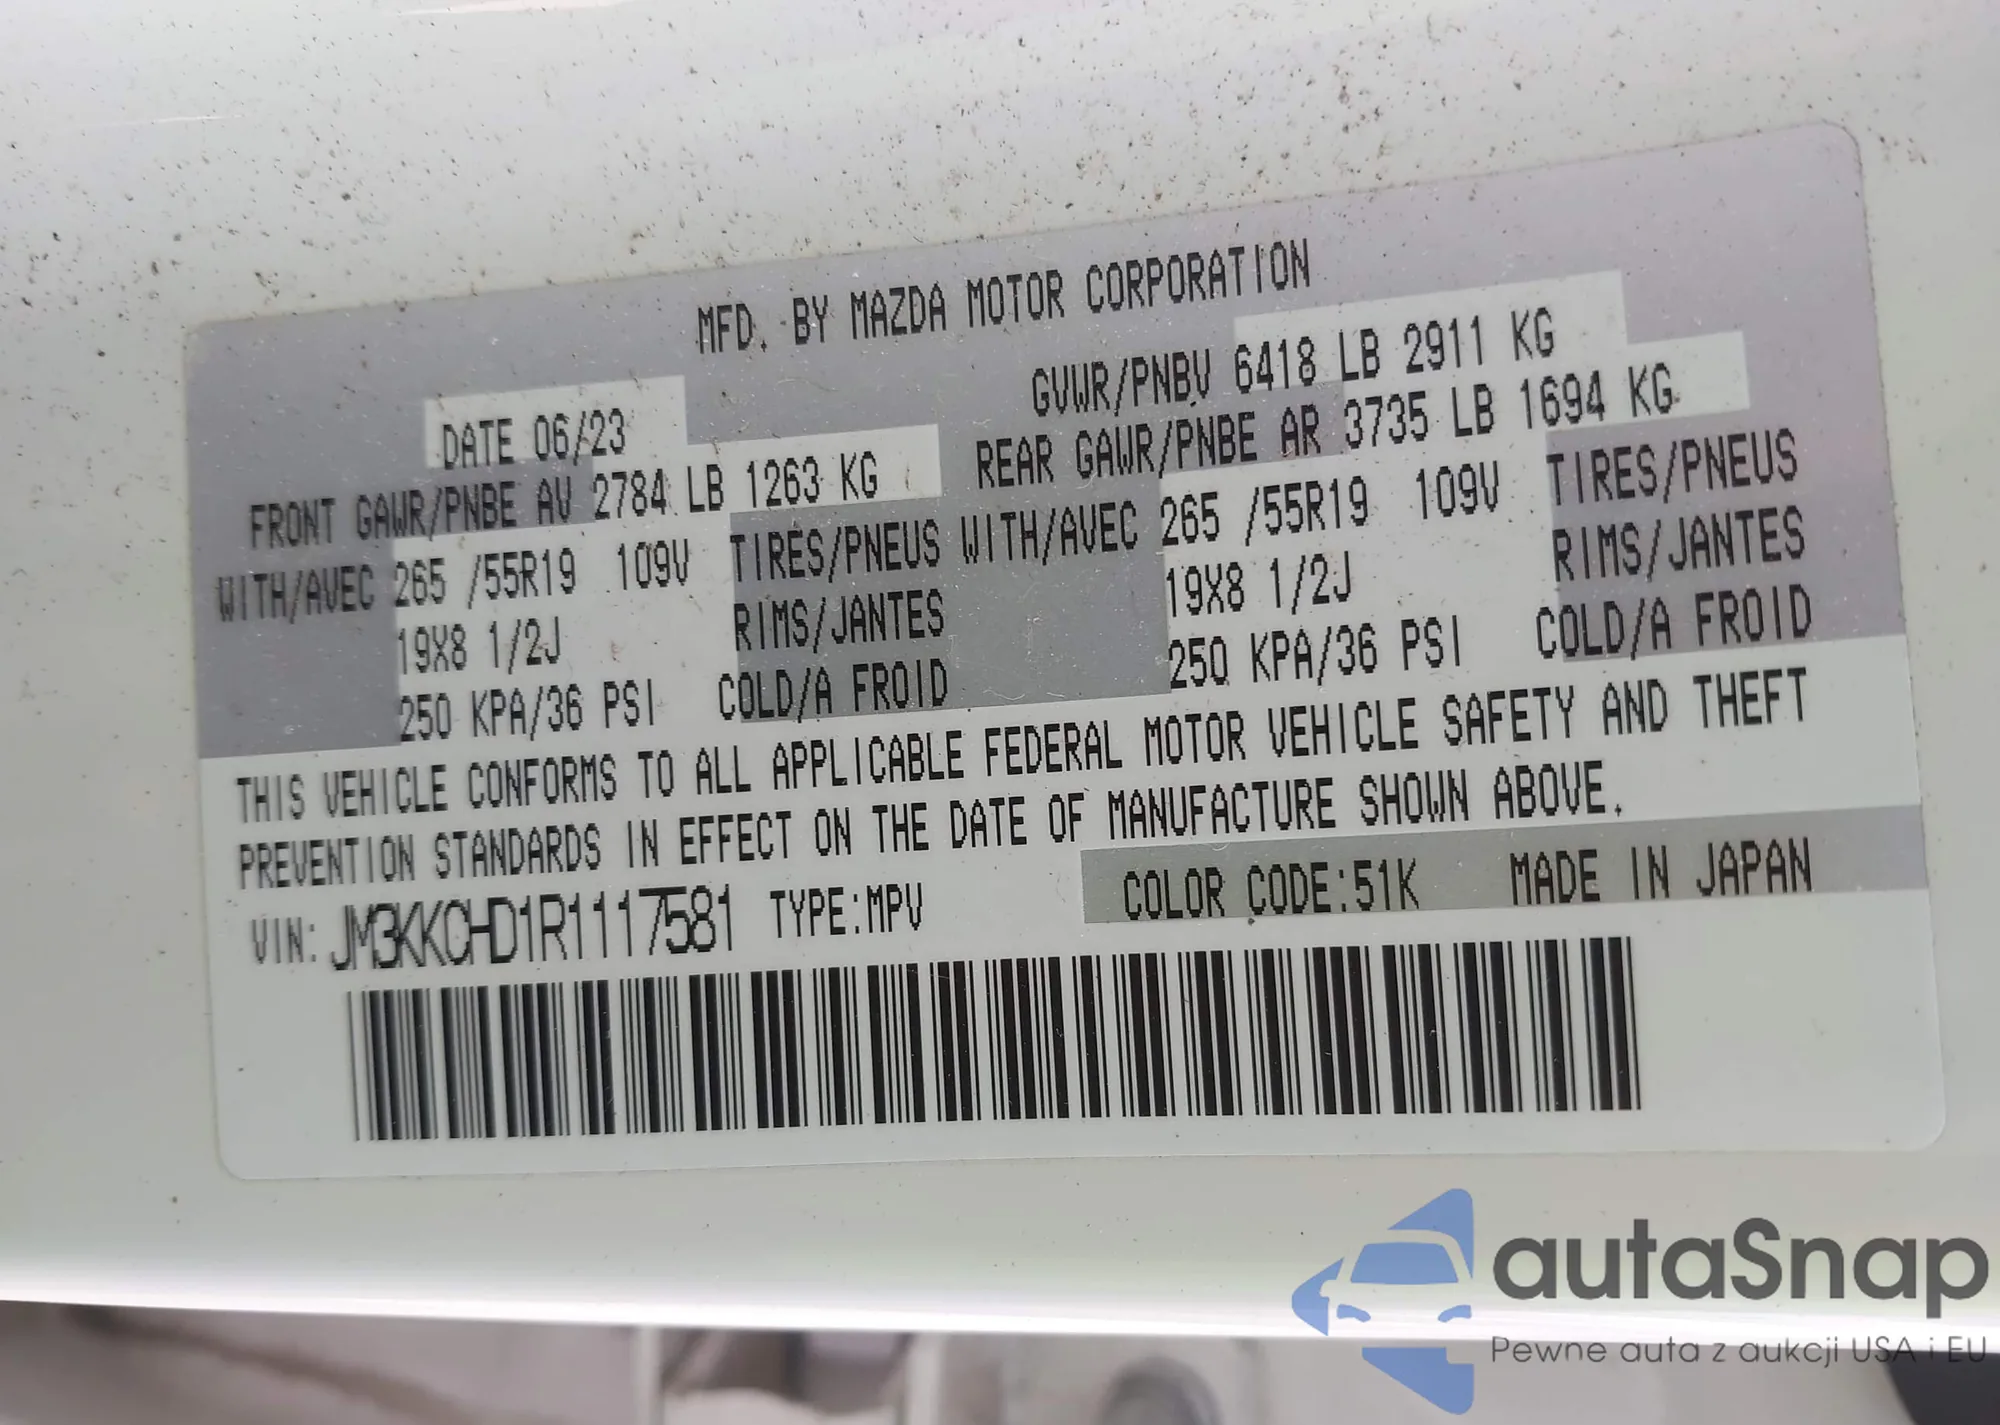 MFD. BY MAZDA MOTOR CORPORATION
DATE 06/23 GVWR/PNBV 6418 LB 2911 KG
FRONT GAWR/PNBE AV 2784 LB 1263 KG REAR GAWR/PNBE AR 3735 LB 1694 KG
WITH/AVEC 265 /55R19 109V TIRES/PNEUS WITH/AVEC 265 /55R19 109V TIRES/PNEUS
19X8 1/2J RIMS/JANTES 19X8 1/2J RIMS/JANTES
250 KPA/36 PSI COLD/A FROID 250 KPA/36 PSI COLD/A FROID
THIS VEHICLE CONFORMS TO ALL APPLICABLE FEDERAL MOTOR VEHICLE SAFETY AND THEFT
PREVENTION STANDARDS IN EFFECT ON THE DATE OF MANUFACTURE SHOWN ABOVE.
VIN: JM3KKCHD1R1117581 TYPE:MPV COLOR CODE:51K MADE IN JAPAN
autaSnap
Pewne auta z aukcji USA i EU